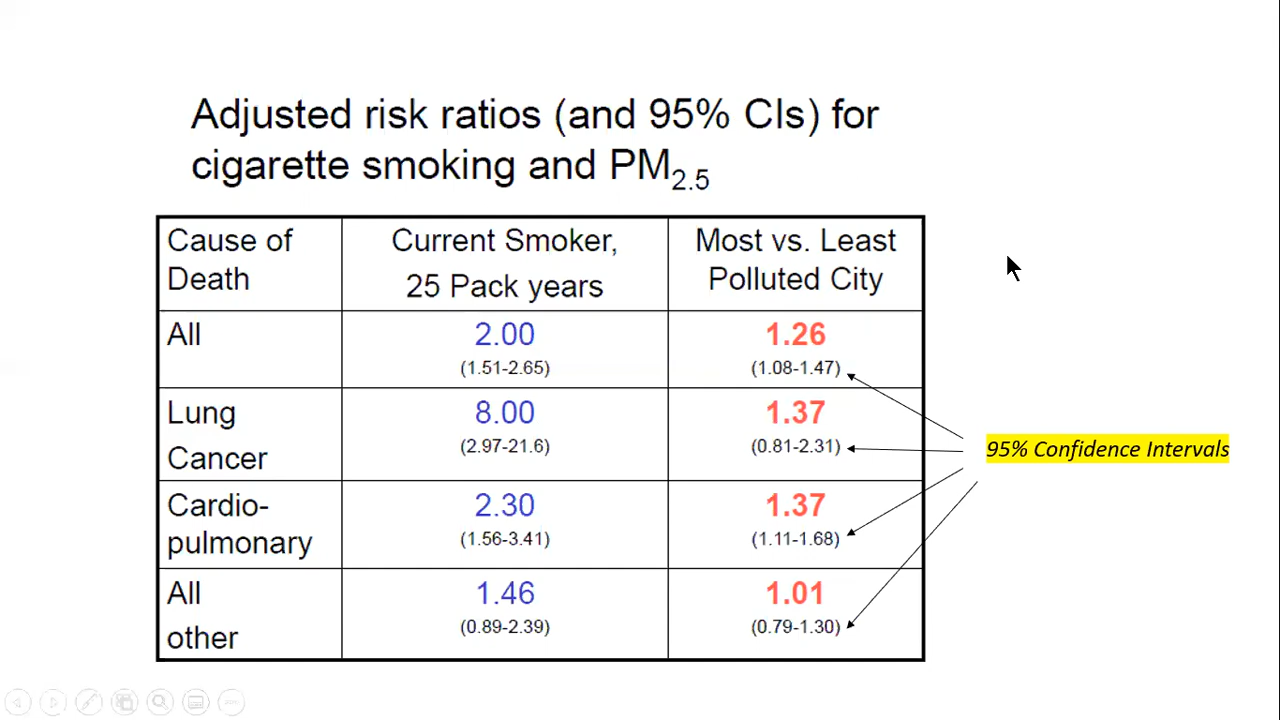 Adjusted risk ratios (and 95% CIs) for
cigarette smoking and PM2.5
Cause of
Death
Current Smoker,
25 Pack years
Most vs. Least
Polluted City
All
2.00
(1.51-2.65)
1.26
(1.08-1.47)
Lung
Cancer
8.00
(2.97-21.6)
1.37
(0.81-2.31)
Cardio-
pulmonary
2.30
(1.56-3.41)
1.37
(1.11-1.68)
All
other
1.46
(0.89-2.39)
1.01
(0.79-1.30)
95% Confidence Intervals